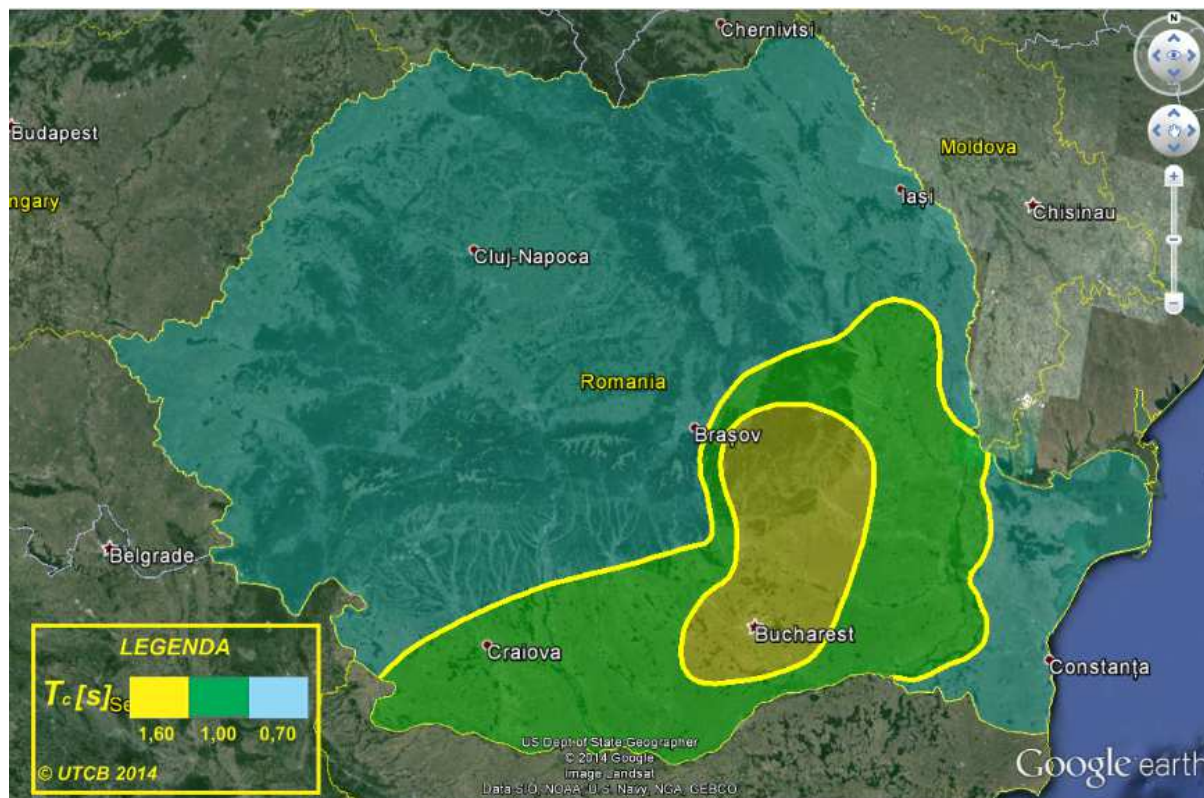 N
Chernivtsi
Budapest
Moldova
Iași
ngary
Chisinau
Cluj-Napoca
Romania
Brașov
Belgrade
Bucharest
Craiova
Constanța
LEGENDA
Tc [s]
1,60 1,00 0,70
© UTCB 2014
US Dept of State Geographer
© 2014 Google
Image Landsat
Data SIO, NOAA, U.S. Navy, NGA, GEBCO
Google earth